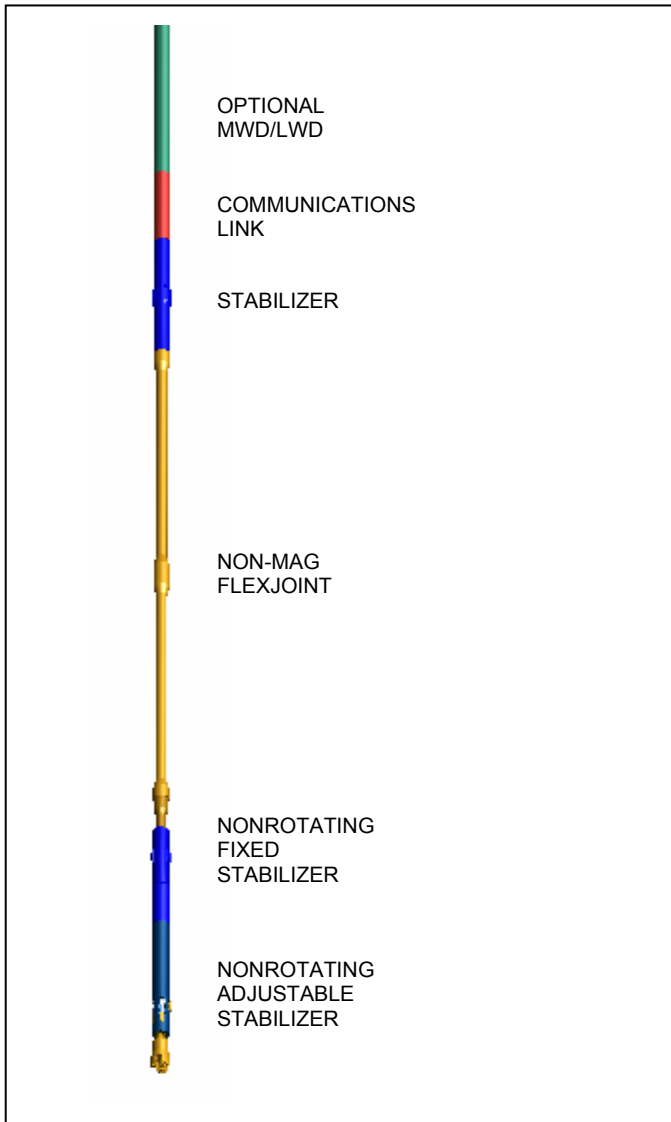 OPTIONAL
MWD/LWD
COMMUNICATIONS
LINK
STABILIZER
NON-MAG
FLEXJOINT
NONROTATING
FIXED
STABILIZER
NONROTATING
ADJUSTABLE
STABILIZER